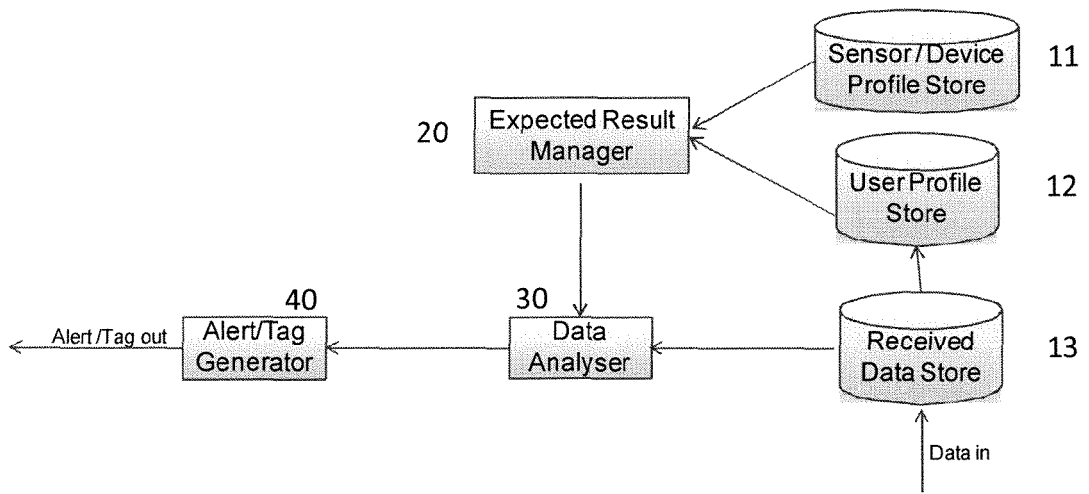 Sensor/Device
Profile Store
11
20
Expected Result
Manager
User Profile
Store
12
40
30
Alert/Tag out
Alert/Tag
Generator
Data
Analyser
Received
Data Store
13
Data in